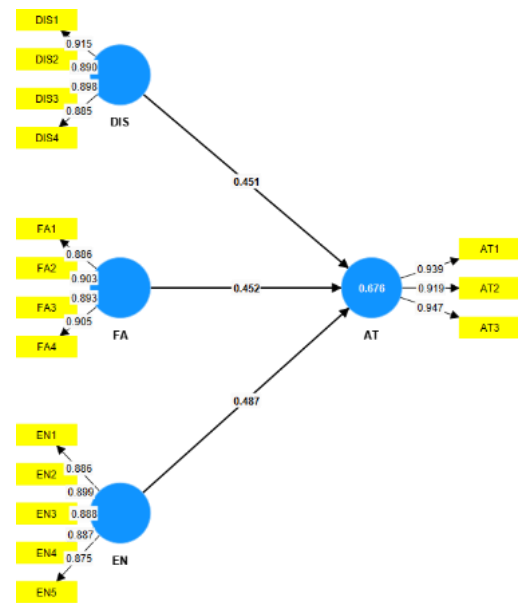 DIS1
0.915
DIS2
0.890
DIS3
0.898
DIS4
0.885
DIS
0.451
FA1
0.886
FA2
0.903
FA3
0.893
FA4
0.905
FA
0.452
0.676
AT
0.939
AT1
0.919
AT2
0.947
AT3
0.487
EN1
0.886
EN2
0.899
EN3
0.888
EN4
0.887
EN5
0.875
EN